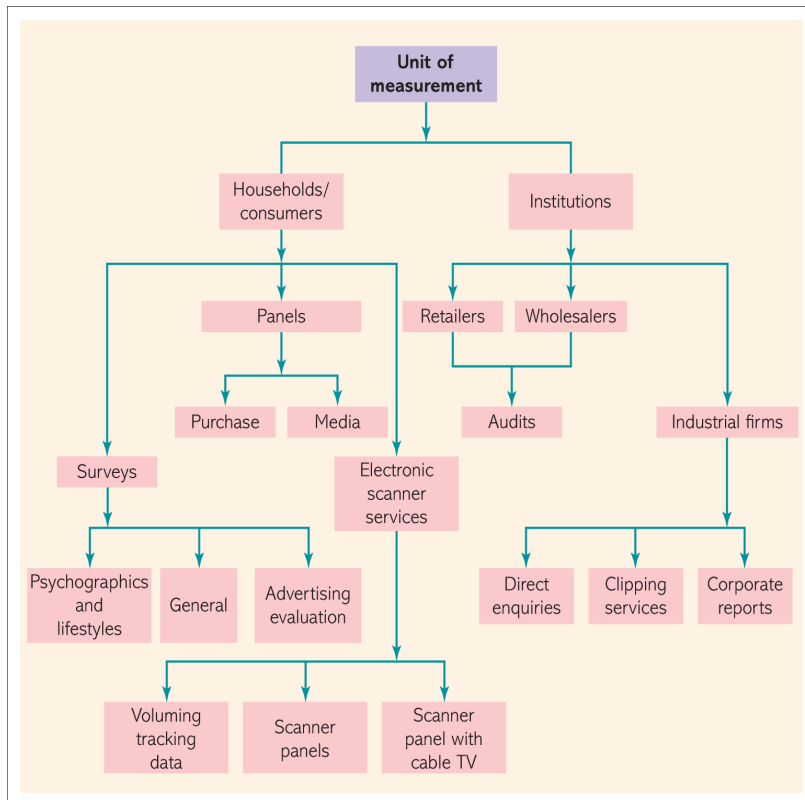 Unit of
measurement
Households/
consumers
Institutions
Panels
Retailers
Wholesalers
Purchase
Media
Audits
Industrial firms
Surveys
Electronic
scanner
services
Psychographics
and
lifestyles
General
Advertising
evaluation
Direct
enquiries
Clipping
services
Corporate
reports
Voluming
tracking
data
Scanner
panels
Scanner
panel with
cable TV